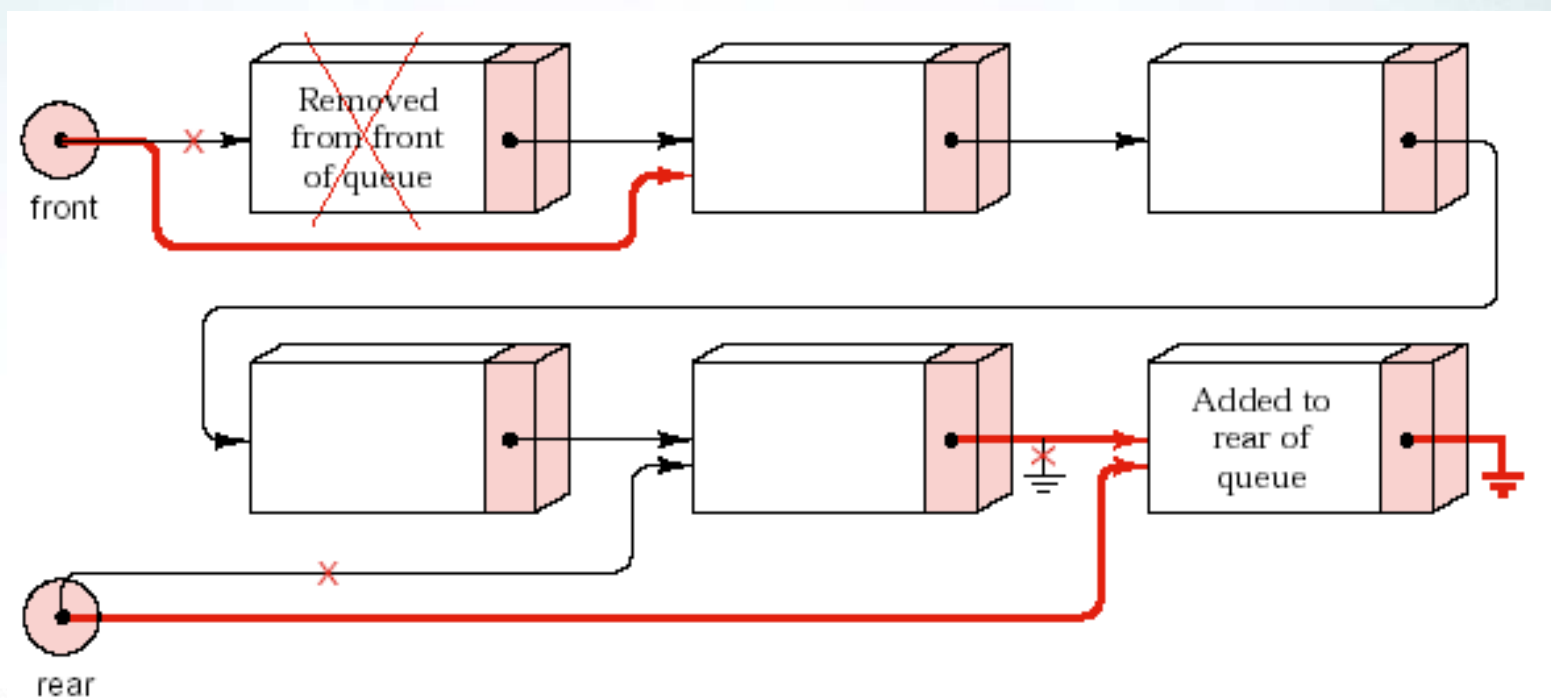 Removed
from front
of queue
front
Added to
rear of
queue
rear